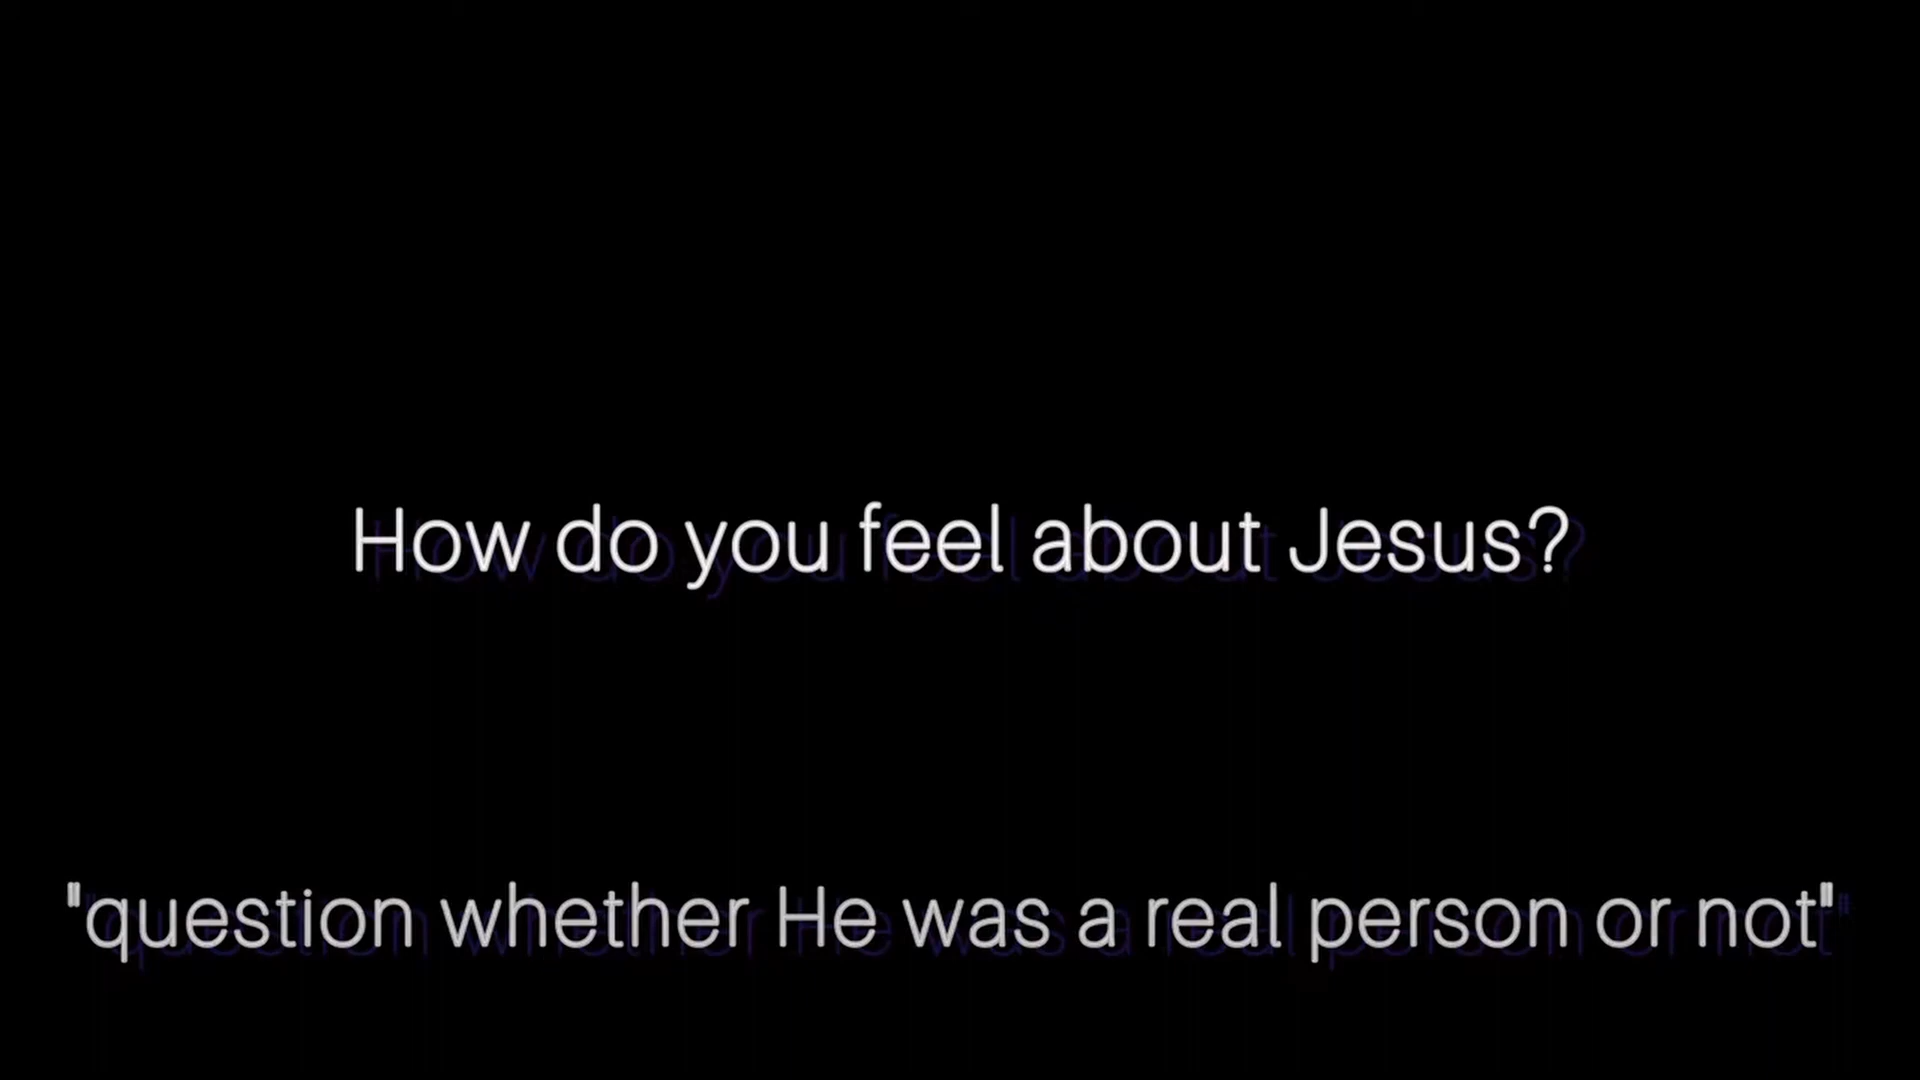 How do you feel about Jesus?
"question whether He was a real person or not"